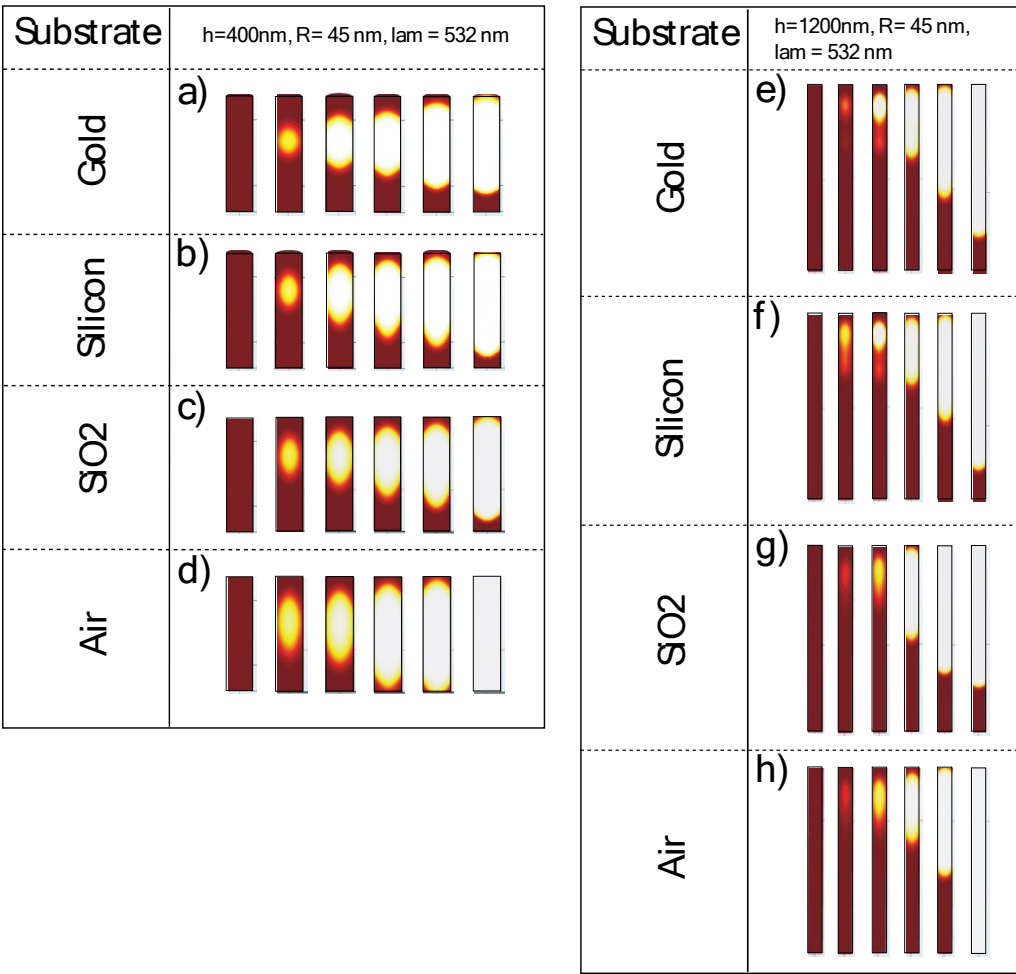 Substrate
h=400nm, R= 45 nm, lam = 532 nm
a)
Gold
b)
Silicon
c)
SiO2
d)
Air
Substrate
h=1200nm, R= 45 nm,
lam = 532 nm
e)
Gold
f)
Silicon
g)
SiO2
h)
Air